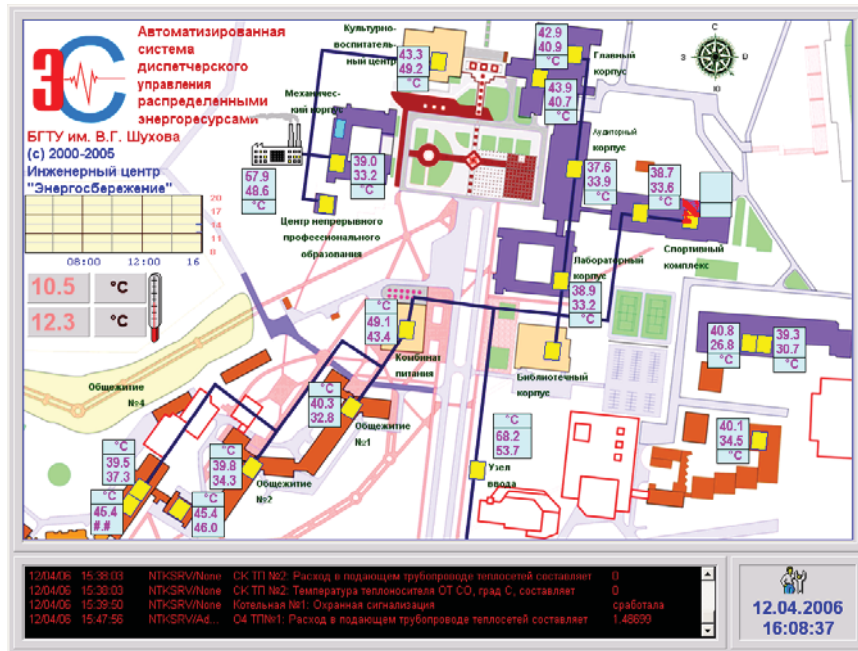 Автоматизированная
система
диспетчерского
управления
распределенными
энергоресурсами
ЭС
БГТУ им. В.Г. Шухова
(с) 2000-2005
Инженерный центр
"Энергосбережение"
20
17
14
11
8
08:00 12:00 16
10.5 °C
12.3 °C
Культурно-
воспитатель-
ный центр
43.3
49.2
°C
42.9
40.9
°C
Главный
корпус
С
З
Ю
43.9
40.7
°C
Механичес-
кий корпус
67.9
48.6
°C
39.0
33.2
°C
Аудиторный
корпус
37.6
33.9
°C
38.7
33.6
°C
Центр непрерывного
профессионального
образования
Лабораторный
корпус
38.9
33.2
°C
Спортивный
комплекс
°C
49.1
43.4
Комбинат
питания
Библиотечный
корпус
40.8
26.8
°C
39.3
30.7
°C
Общежитие
№4
°C
40.3
32.8
Общежитие
№1
°C
68.2
53.7
Узел
ввода
40.1
34.5
°C
°C
39.5
37.3
°C
39.8
34.3
Общежитие
№2
45.4
#.#
°C
°C
45.4
46.0
12/04/06 15:38:03 NTKSRV/None СК ТП №2: Расход в подающем трубопроводе теплосетей составляет 0
12/04/06 15:38:03 NTKSRV/None СК ТП №2: Температура теплоносителя ОТ СО, град С, составляет 0
12/04/06 15:39:50 NTKSRV/None Котельная №1: Охранная сигнализация сработала
12/04/06 15:47:56 NTKSRV/Ad... О4 ТП№1: Расход в подающем трубопроводе теплосетей составляет 1.48699
12.04.2006
16:08:37